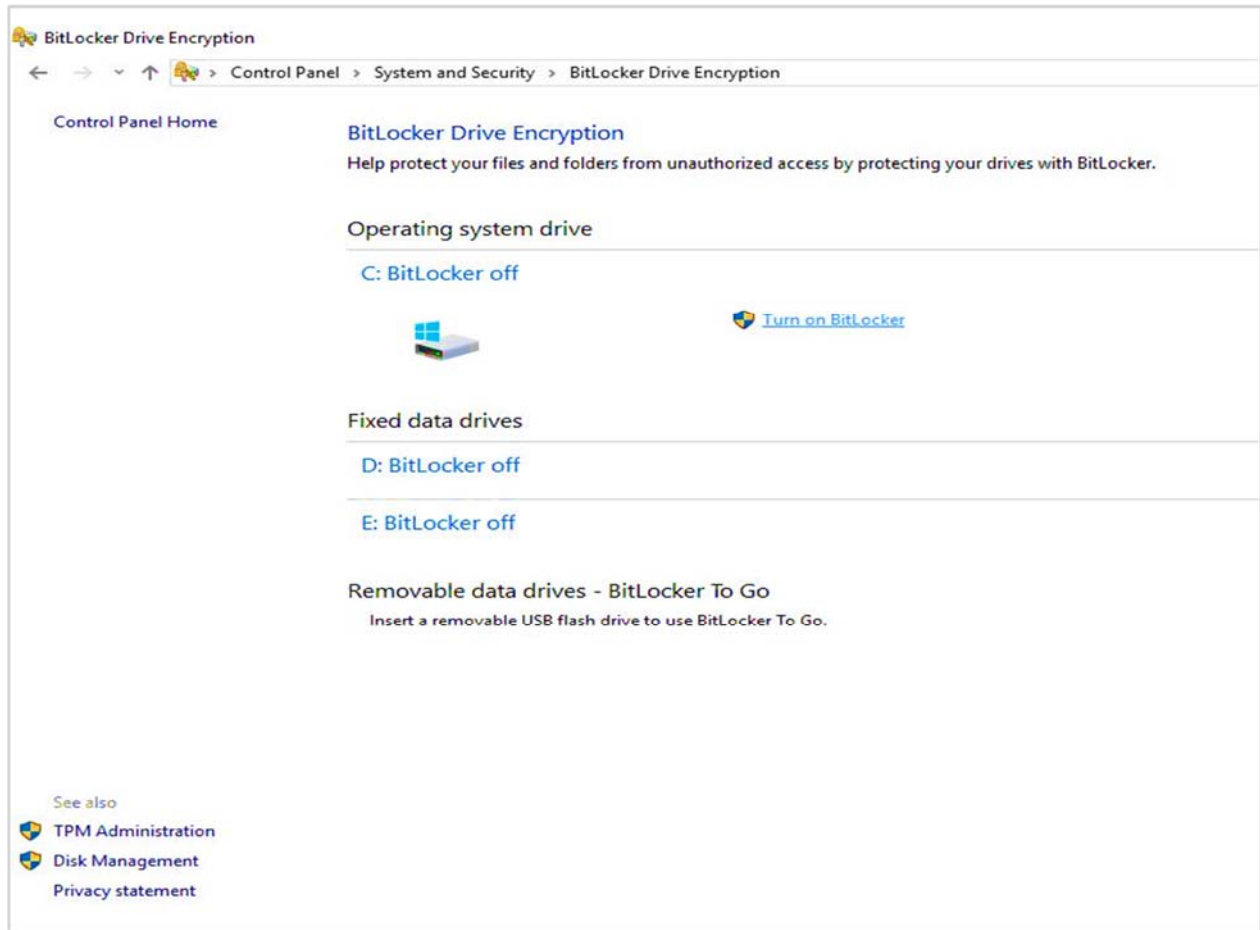 BitLocker Drive Encryption
Control Panel > System and Security > BitLocker Drive Encryption
Control Panel Home
BitLocker Drive Encryption
Help protect your files and folders from unauthorized access by protecting your drives with BitLocker.
Operating system drive
C: BitLocker off
Turn on BitLocker
Fixed data drives
D: BitLocker off
E: BitLocker off
Removable data drives - BitLocker To Go
Insert a removable USB flash drive to use BitLocker To Go.
See also
TPM Administration
Disk Management
Privacy statement